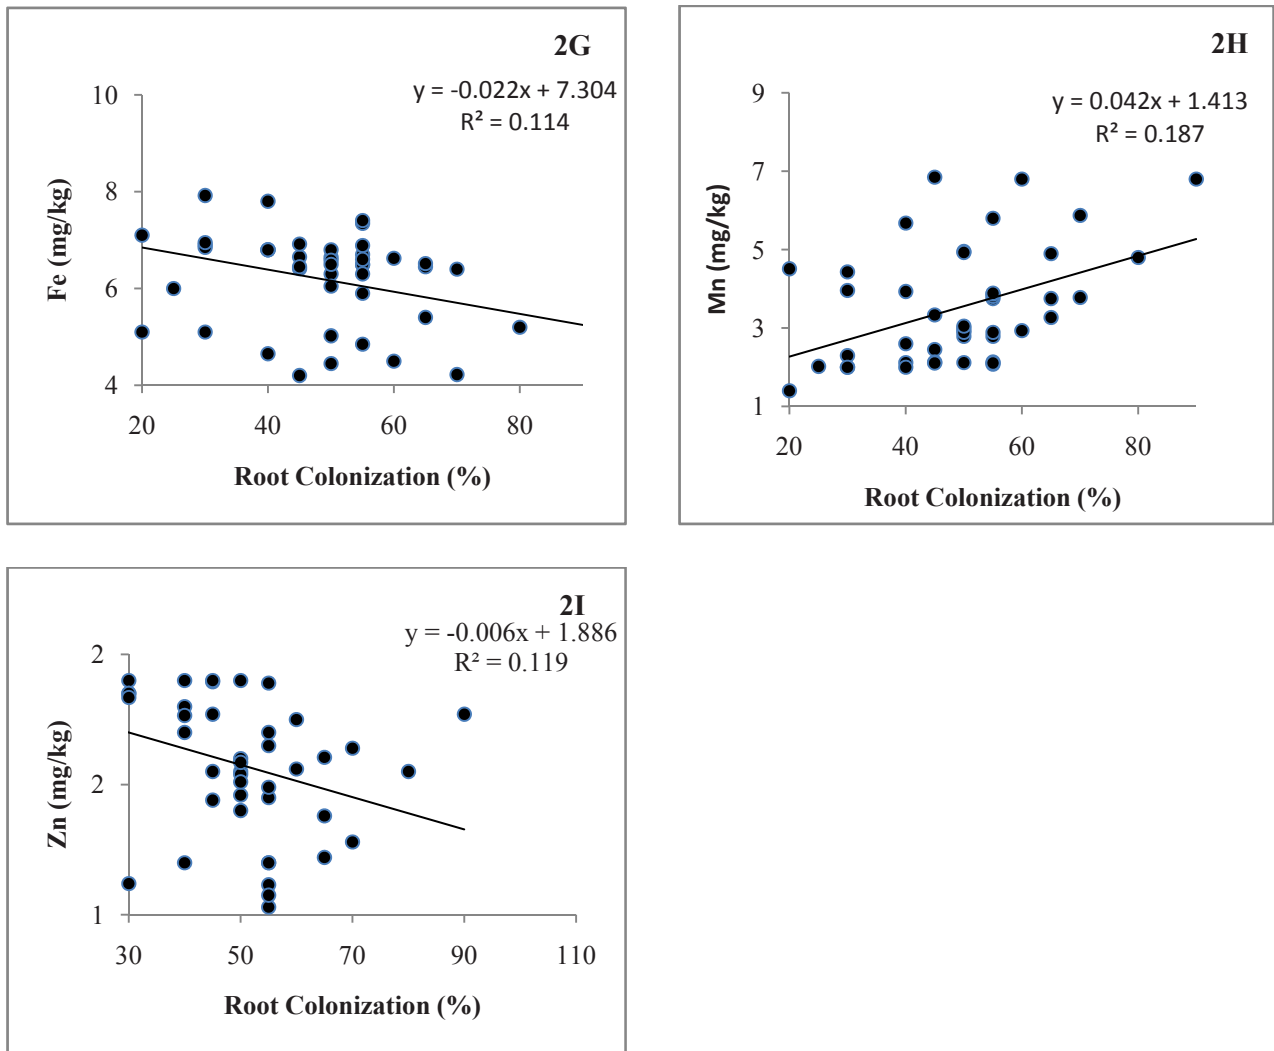 2G
y = -0.022x + 7.304
R² = 0.114
10
8
6
4
20 40 60 80
Fe (mg/kg)
Root Colonization (%)
2H
y = 0.042x + 1.413
R² = 0.187
9
7
5
3
1
20 40 60 80
Mn (mg/kg)
Root Colonization (%)
2I
y = -0.006x + 1.886
R² = 0.119
2
2
1
30 50 70 90 110
Zn (mg/kg)
Root Colonization (%)